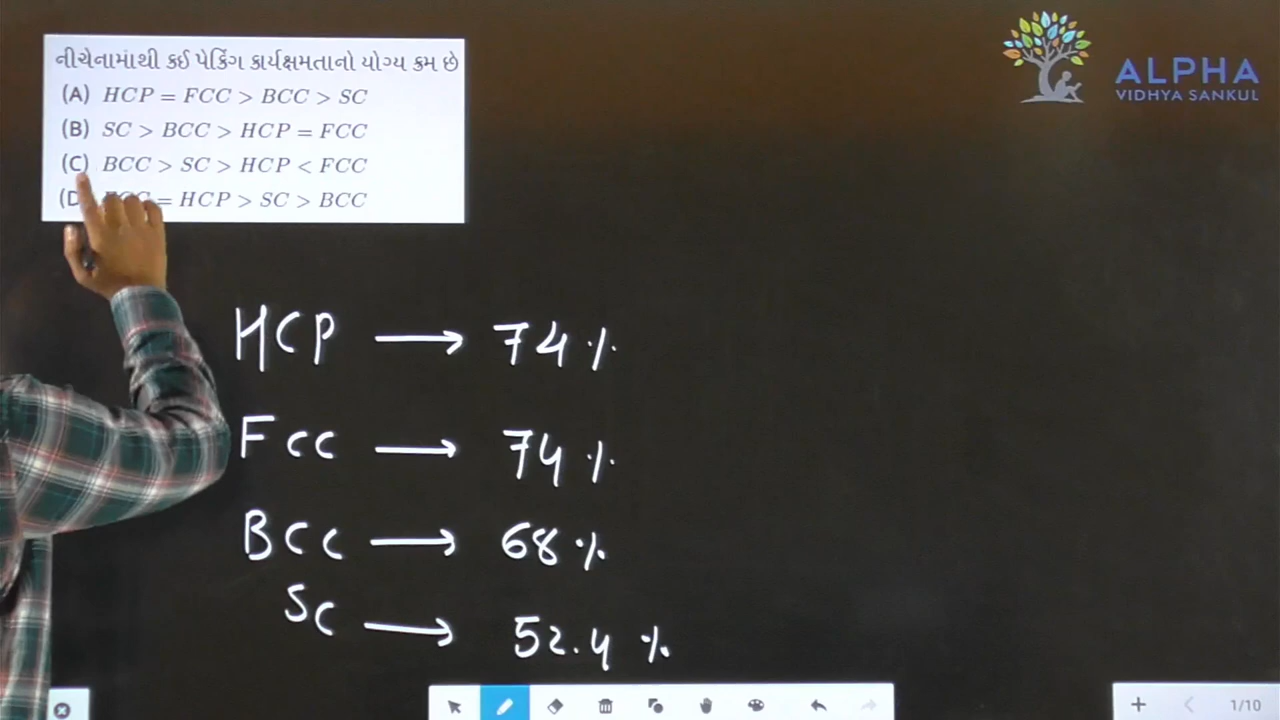 નીચેનામાંથી કઈ પેકિંગ કાર્યક્ષમતાનો યોગ્ય ક્રમ છે
(A) HCP = FCC > BCC > SC
(B) SC > BCC > HCP = FCC
(C) BCC > SC > HCP < FCC
(D = HCP > SC > BCC
ALPHA
VIDHYA SANKUL
HCP → 74 %
FCC → 74 %
BCC → 68 %
SC → 52.4 %
1/10